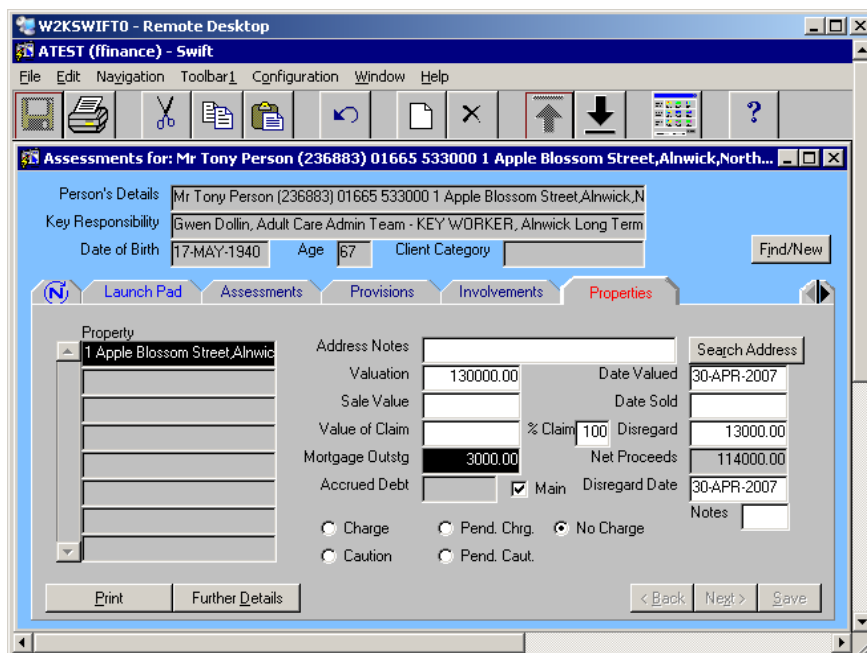 W2KSWIFT0 - Remote Desktop
ATEST (ffinance) - Swift
File Edit Navigation Toolbar1 Configuration Window Help
Assessments for: Mr Tony Person (236883) 01665 533000 1 Apple Blossom Street,Alnwick,North...
Person's Details Mr Tony Person (236883) 01665 533000 1 Apple Blossom Street,Alnwick,N
Key Responsibility Gwen Dollin, Adult Care Admin Team - KEY WORKER, Alnwick Long Term
Date of Birth 17-MAY-1940 Age 67 Client Category
Find/New
N Launch Pad Assessments Provisions Involvements Properties
Property
1 Apple Blossom Street,Alnwic
Address Notes Search Address
Valuation 130000.00 Date Valued 30-APR-2007
Sale Value Date Sold
Value of Claim % Claim 100 Disregard 13000.00
Mortgage Outstg 3000.00 Net Proceeds 114000.00
Accrued Debt Main Disregard Date 30-APR-2007
Notes
Charge Pend. Chrg. No Charge
Caution Pend. Caut.
Print Further Details < Back Next > Save